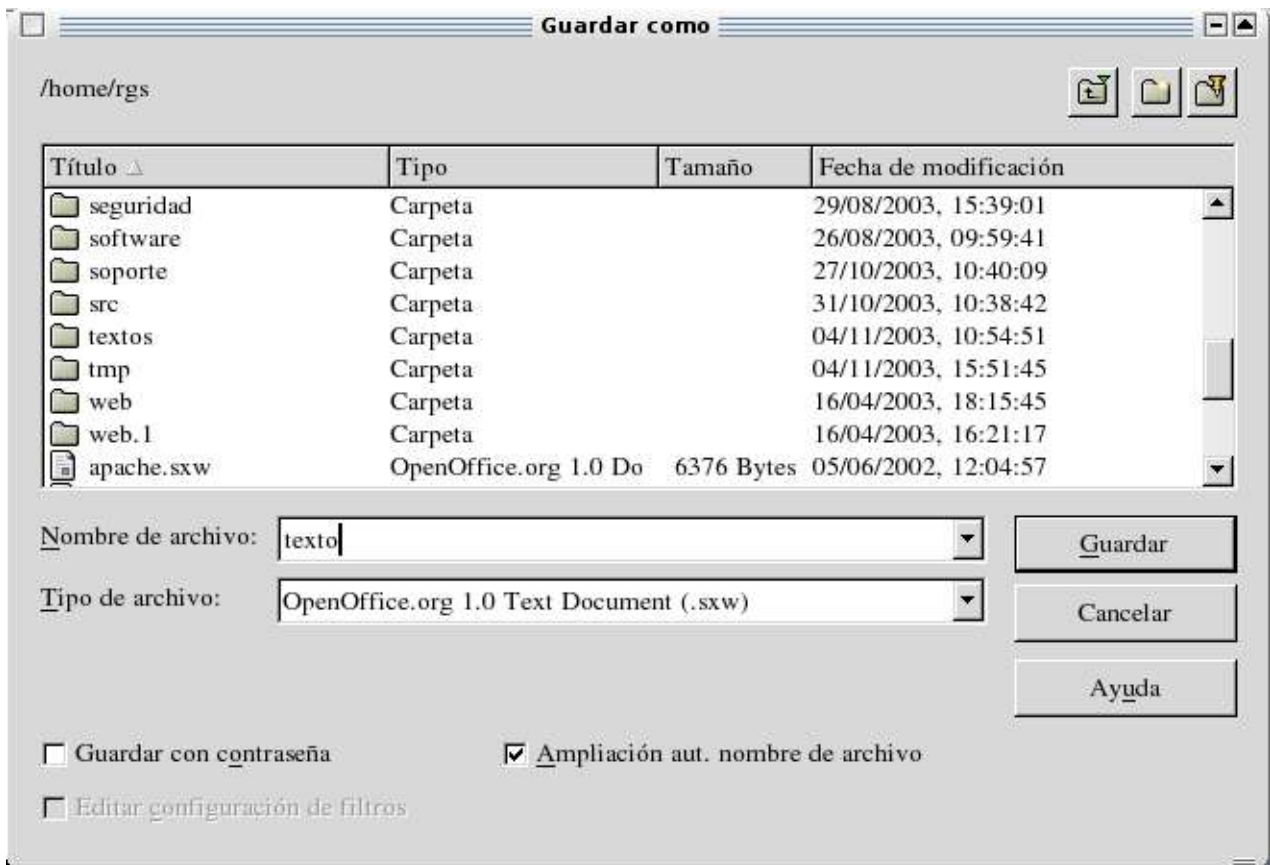 Guardar como
/home/rgs
Título Tipo Tamaño Fecha de modificación
seguridad Carpeta 29/08/2003, 15:39:01
software Carpeta 26/08/2003, 09:59:41
soporte Carpeta 27/10/2003, 10:40:09
src Carpeta 31/10/2003, 10:38:42
textos Carpeta 04/11/2003, 10:54:51
tmp Carpeta 04/11/2003, 15:51:45
web Carpeta 16/04/2003, 18:15:45
web.1 Carpeta 16/04/2003, 16:21:17
apache.sxw OpenOffice.org 1.0 Do 6376 Bytes 05/06/2002, 12:04:57
Nombre de archivo: texto Guardar
Tipo de archivo: OpenOffice.org 1.0 Text Document (.sxw) Cancelar
Ayuda
Guardar con contraseña Ampliación aut. nombre de archivo
Editar configuración de filtros